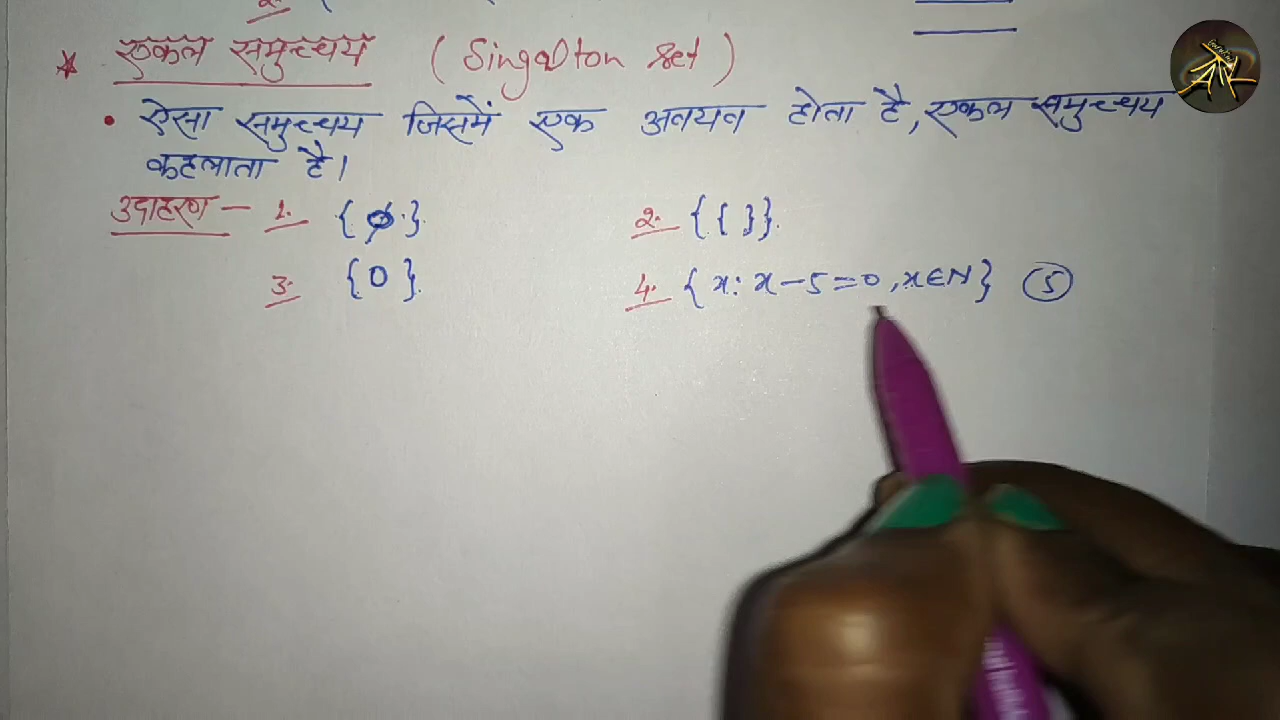 * एकल समुच्चय (Singalton set)
• ऐसा समुच्चय जिसमें एक अवयव होता है, एकल समुच्चय
कहलाता है।
उदाहरण - 1. {ϕ}. 2. {{ }}.
3. {0}. 4. {x: x-5=0, x∈N} (5)